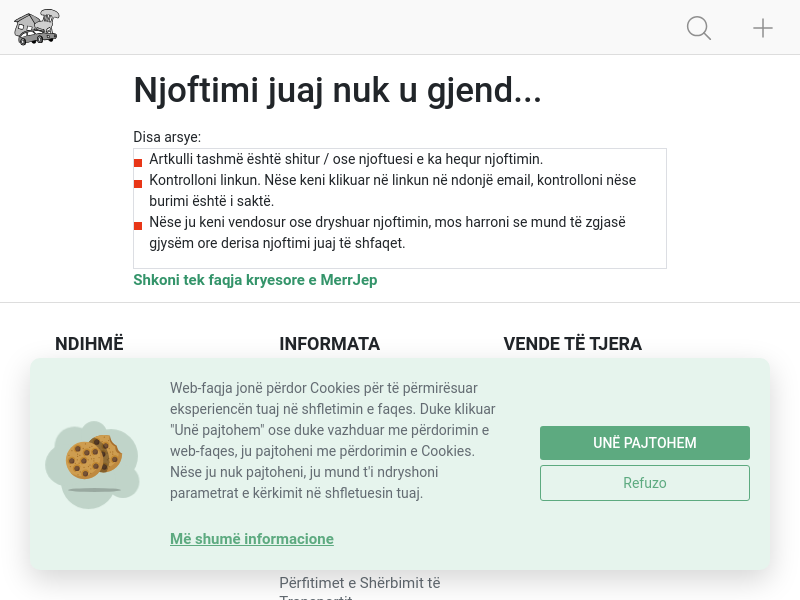 Njoftimi juaj nuk u gjend...
Disa arsye:
Artkulli tashmë është shitur / ose njoftuesi e ka hequr njoftimin.
Kontrolloni linkun. Nëse keni klikuar në linkun në ndonjë email, kontrolloni nëse
burimi është i saktë.
Nëse ju keni vendosur ose dryshuar njoftimin, mos harroni se mund të zgjasë
gjysëm ore derisa njoftimi juaj të shfaqet.
Shkoni tek faqja kryesore e MerrJep
NDIHMË
INFORMATA
VENDE TË TJERA
Web-faqja jonë përdor Cookies për të përmirësuar
eksperiencën tuaj në shfletimin e faqes. Duke klikuar
"Unë pajtohem" ose duke vazhduar me përdorimin e
web-faqes, ju pajtoheni me përdorimin e Cookies.
Nëse ju nuk pajtoheni, ju mund t'i ndryshoni
parametrat e kërkimit në shfletuesin tuaj.
Më shumë informacione
UNË PAJTOHEM
Refuzo
Përfitimet e Shërbimit të
Transportit